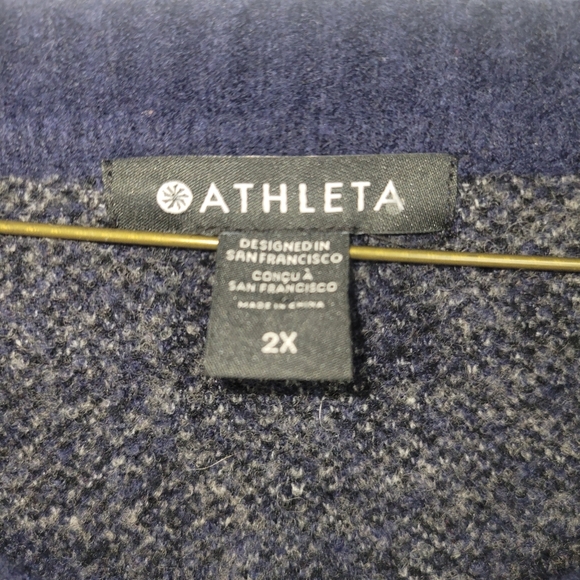 ATHLETA
DESIGNED IN
SAN FRANCISCO
CONÇU À
SAN FRANCISCO
MADE IN CHINA
2X